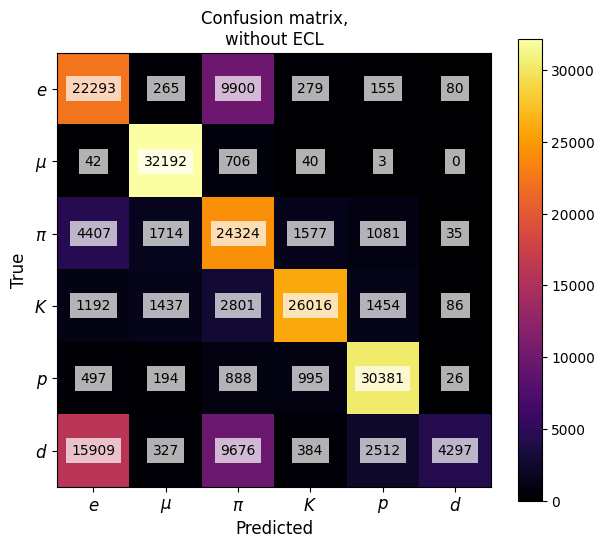 Confusion matrix,
without ECL
True
e 22293 265 9900 279 155 80
μ 42 32192 706 40 3 0
π 4407 1714 24324 1577 1081 35
K 1192 1437 2801 26016 1454 86
p 497 194 888 995 30381 26
d 15909 327 9676 384 2512 4297
e μ π K p d
Predicted
30000
25000
20000
15000
10000
5000
0